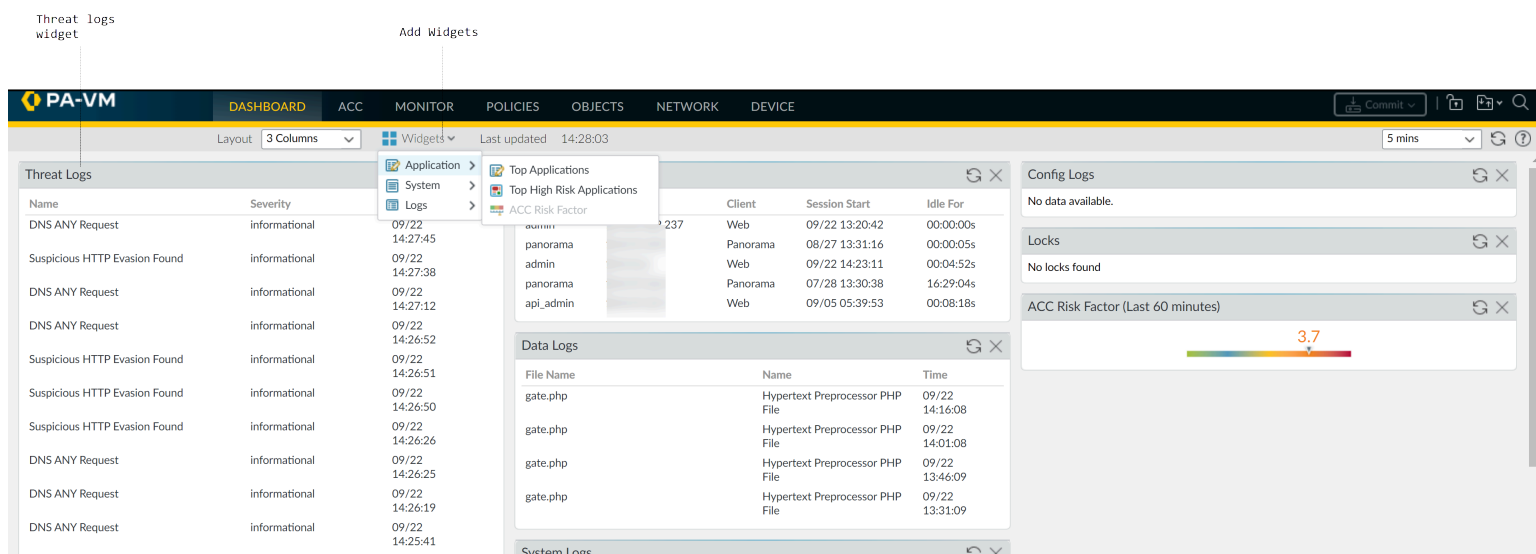 Threat logs
widget
Add Widgets
PA-VM
DASHBOARD ACC MONITOR POLICIES OBJECTS NETWORK DEVICE
Commit
Layout 3 Columns Widgets Last updated 14:28:03 5 mins
Application
System
Logs
Top Applications
Top High Risk Applications
ACC Risk Factor
Threat Logs
Name Severity
DNS ANY Request informational 09/22
14:27:45
Suspicious HTTP Evasion Found informational 09/22
14:27:38
DNS ANY Request informational 09/22
14:27:12
DNS ANY Request informational 09/22
14:26:52
Suspicious HTTP Evasion Found informational 09/22
14:26:51
Suspicious HTTP Evasion Found informational 09/22
14:26:50
Suspicious HTTP Evasion Found informational 09/22
14:26:26
DNS ANY Request informational 09/22
14:26:25
DNS ANY Request informational 09/22
14:26:19
DNS ANY Request informational 09/22
14:25:41
Client Session Start Idle For
admin 237 Web 09/22 13:20:42 00:00:00s
panorama Panorama 08/27 13:31:16 00:00:05s
admin Web 09/22 14:23:11 00:04:52s
panorama Panorama 07/28 13:30:38 16:29:04s
api_admin Web 09/05 05:39:53 00:08:18s
Data Logs
File Name Name Time
gate.php Hypertext Preprocessor PHP 09/22
File 14:16:08
gate.php Hypertext Preprocessor PHP 09/22
File 14:01:08
gate.php Hypertext Preprocessor PHP 09/22
File 13:46:09
gate.php Hypertext Preprocessor PHP 09/22
File 13:31:09
System Logs
Config Logs
No data available.
Locks
No locks found
ACC Risk Factor (Last 60 minutes)
3.7